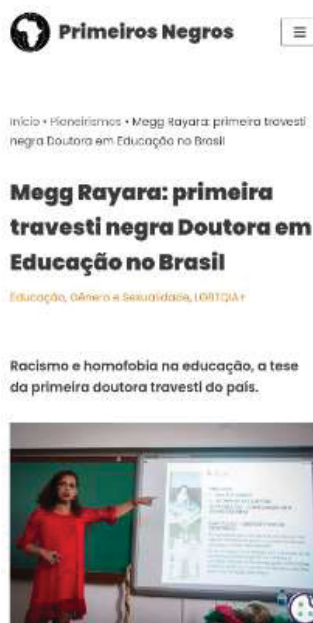 Primeiros Negros
Início • Pioneirismos • Megg Rayara: primeira travesti
negra Doutora em Educação no Brasil
Megg Rayara: primeira
travesti negra Doutora em
Educação no Brasil
Educação, Gênero e Sexualidade, LGBTQIA+
Racismo e homofobia na educação, a tese
da primeira doutora travesti do país.